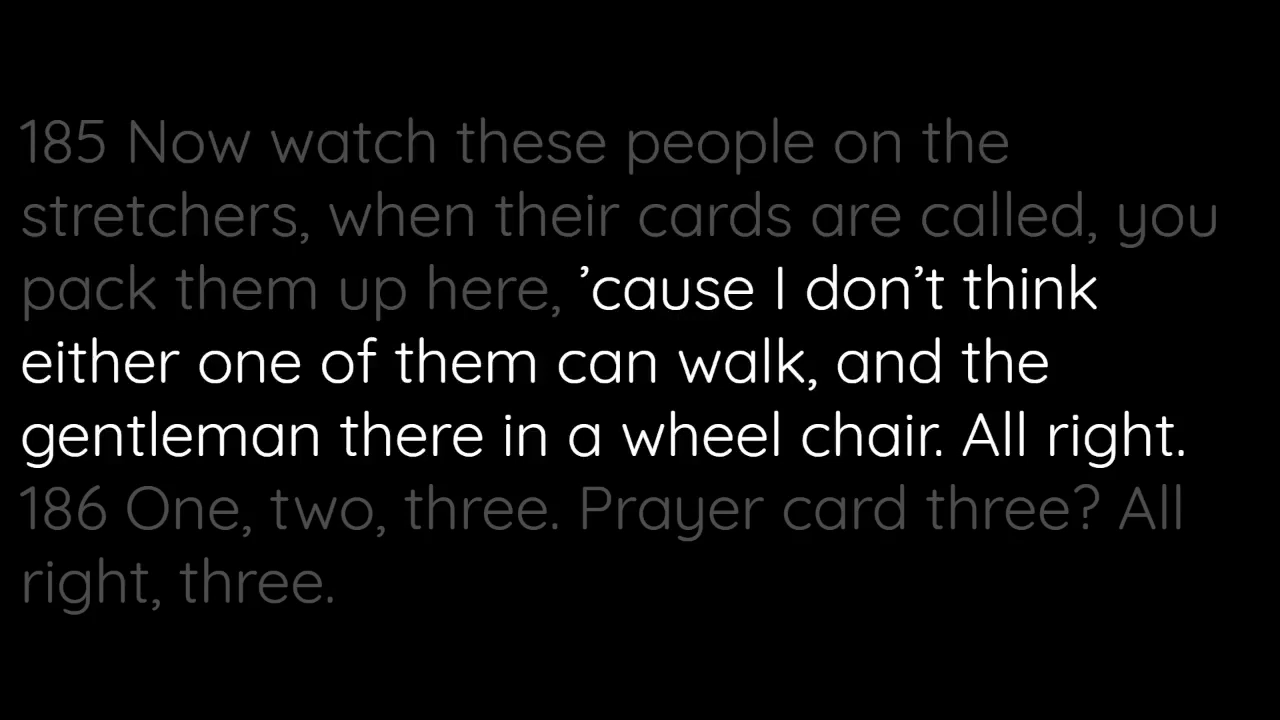 185 Now watch these people on the
stretchers, when their cards are called, you
pack them up here, ’cause I don’t think
either one of them can walk, and the
gentleman there in a wheel chair. All right.
186 One, two, three. Prayer card three? All
right, three.